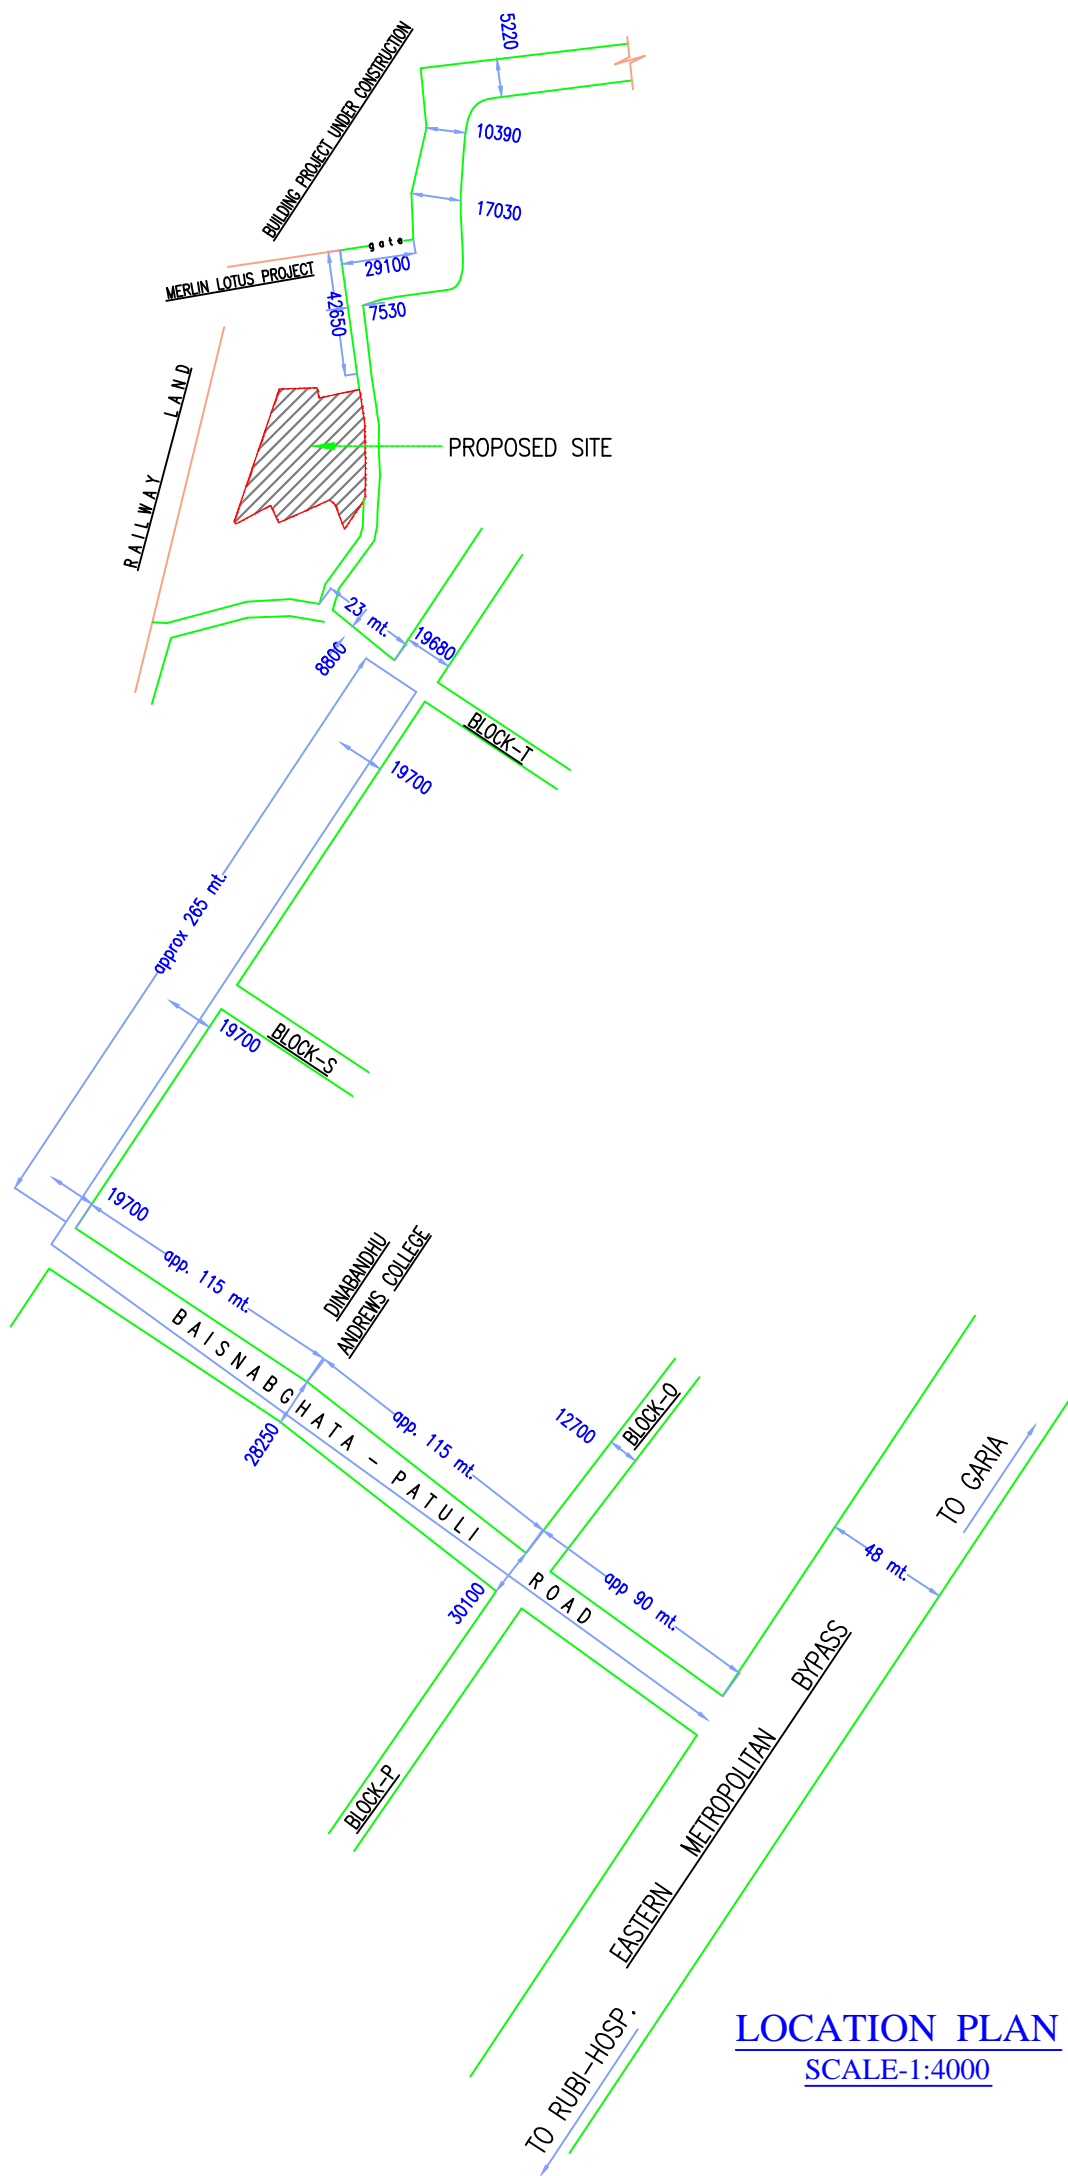 5220
BUILDING PROJECT UNDER CONSTRUCTION
10390
17030
gate
29100
MERLIN LOTUS PROJECT
42650
7530
RAILWAY LAND
PROPOSED SITE
23 mt.
19680
8800
BLOCK-T
19700
approx 265 mt.
19700
BLOCK-S
19700
app. 115 mt.
DINABANDHU
ANDREWS COLLEGE
BAISNABGHATA - PATULI ROAD
28250
app. 115 mt.
12700
BLOCK-O
30100
app 90 mt.
TO GARIA
48 mt.
BLOCK-P
EASTERN METROPOLITAN BYPASS
TO RUBI-HOSP.
LOCATION PLAN
SCALE-1:4000